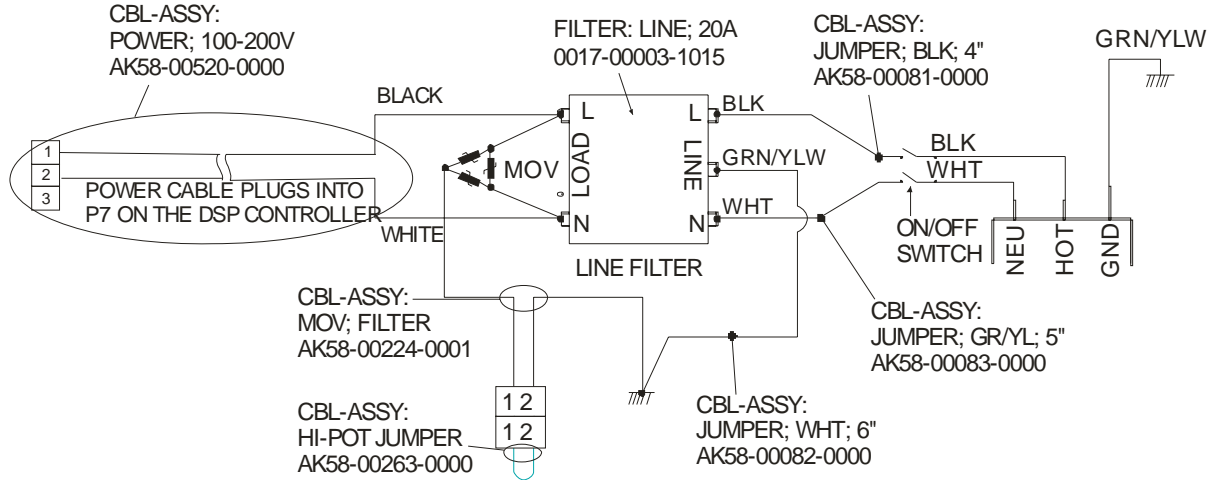 CBL-ASSY:
POWER; 100-200V
AK58-00520-0000
FILTER: LINE; 20A
0017-00003-1015
CBL-ASSY:
JUMPER; BLK; 4"
AK58-00081-0000
GRN/YLW
BLACK
L
LOAD
N
L
LINE
N
BLK
GRN/YLW
WHT
MOV
1
2
3
POWER CABLE PLUGS INTO
P7 ON THE DSP CONTROLLER
WHITE
BLK
WHT
ON/OFF
SWITCH
NEU
HOT
GND
LINE FILTER
CBL-ASSY:
MOV; FILTER
AK58-00224-0001
CBL-ASSY:
JUMPER; GR/YL; 5"
AK58-00083-0000
1 2
1 2
CBL-ASSY:
HI-POT JUMPER
AK58-00263-0000
CBL-ASSY:
JUMPER; WHT; 6"
AK58-00082-0000